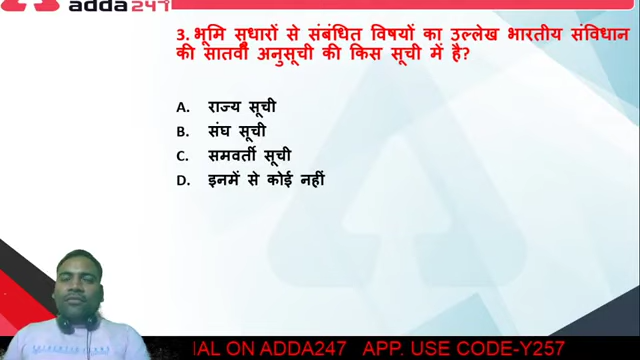 adda247
3. भूमि सुधारों से संबंधित विषयों का उल्लेख भारतीय संविधान
की सातवीं अनुसूची की किस सूची में है?
A. राज्य सूची
B. संघ सूची
C. समवर्ती सूची
D. इनमें से कोई नहीं
IAL ON ADDA247 APP. USE CODE-Y257